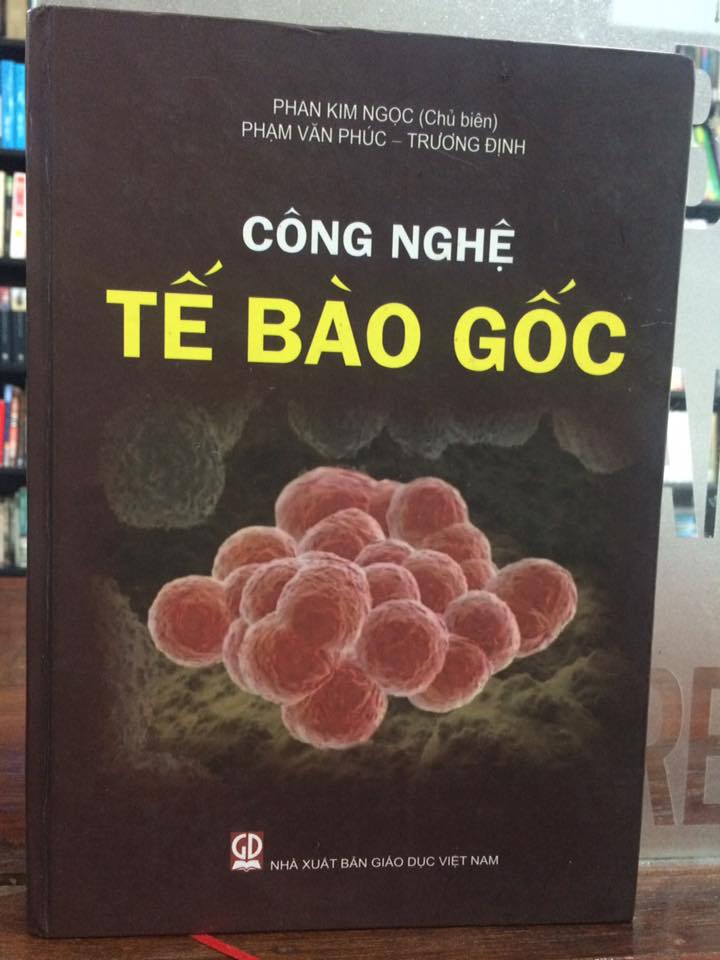 PHAN KIM NGỌC (Chủ biên)
PHẠM VĂN PHÚC – TRƯƠNG ĐỊNH
CÔNG NGHỆ
TẾ BÀO GỐC
GD
NHÀ XUẤT BẢN GIÁO DỤC VIỆT NAM